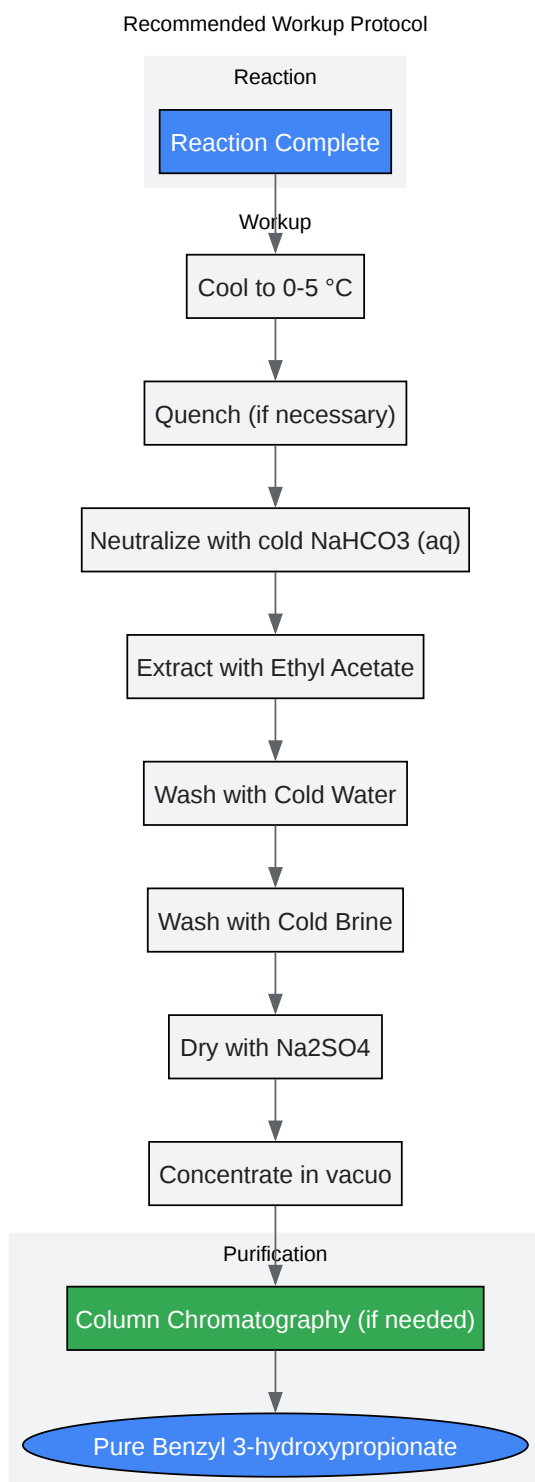 Recommended Workup Protocol
Reaction
Reaction Complete
Workup
Cool to 0-5 °C
Quench (if necessary)
Neutralize with cold NaHCO3 (aq)
Extract with Ethyl Acetate
Wash with Cold Water
Wash with Cold Brine
Dry with Na2SO4
Concentrate in vacuo
Purification
Column Chromatography (if needed)
Pure Benzyl 3-hydroxypropionate